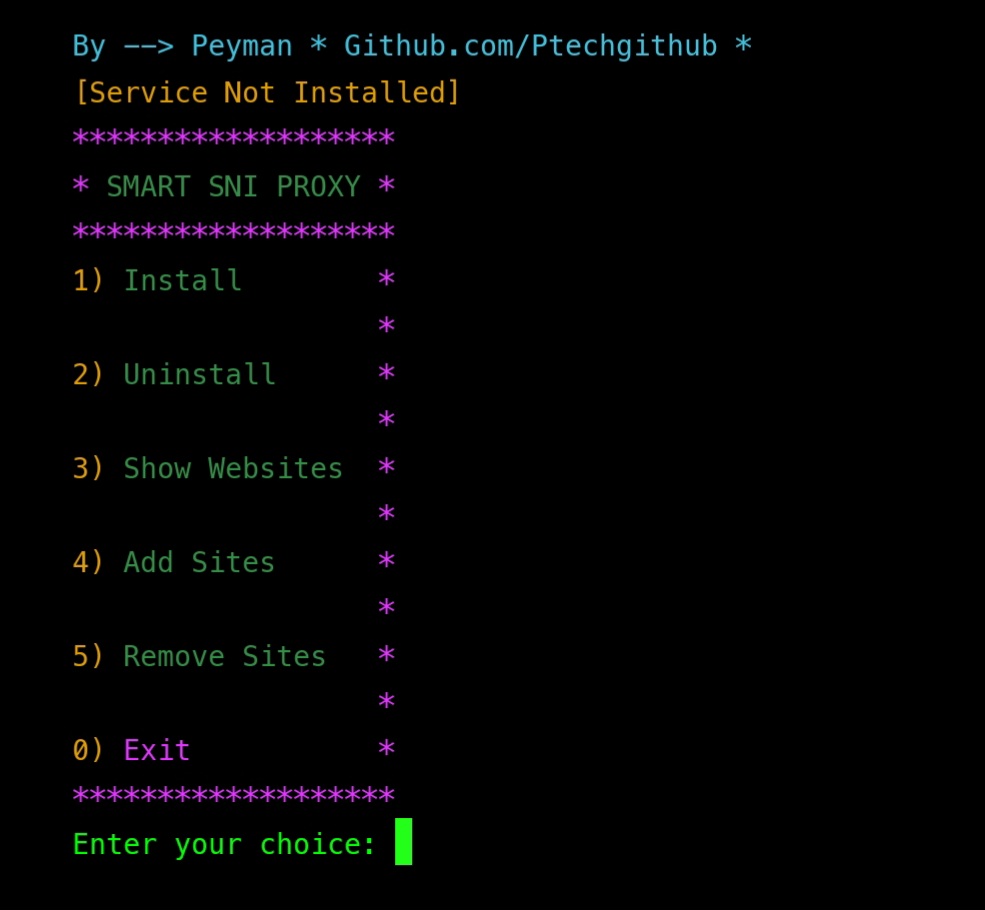 By --> Peyman * Github.com/Ptechgithub *
[Service Not Installed]
*******************
* SMART SNI PROXY *
*******************
1) Install        *
                  *
2) Uninstall      *
                  *
3) Show Websites  *
                  *
4) Add Sites      *
                  *
5) Remove Sites   *
                  *
0) Exit           *
*******************
Enter your choice: